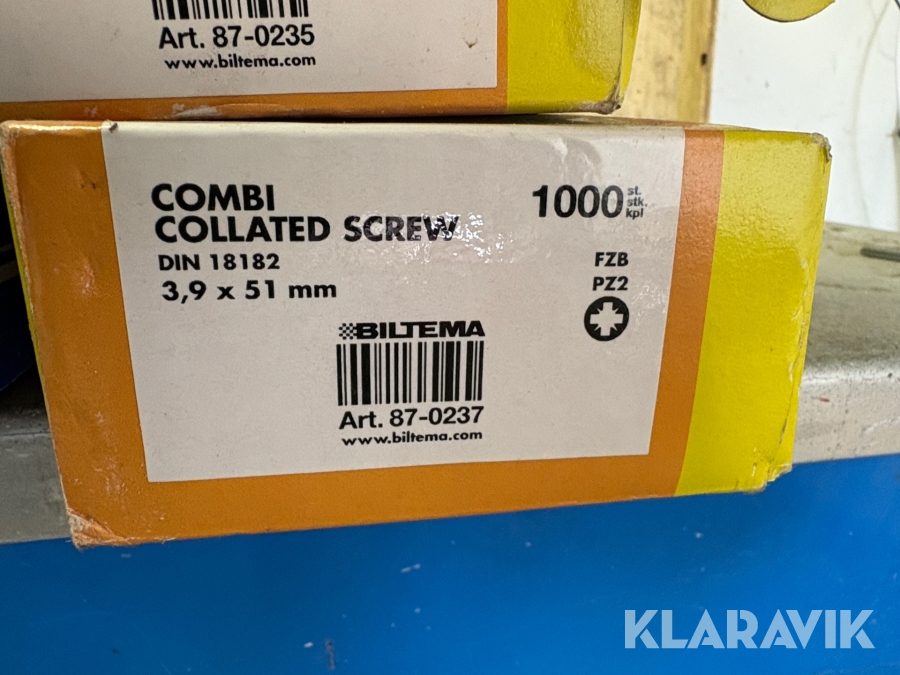 Art. 87-0235
www.biltema.com
COMBI
COLLATED SCREW
DIN 18182
3,9 x 51 mm
1000 st.
stk.
kpl
FZB
PZ2
BILTEMA
Art. 87-0237
www.biltema.com
KLARAVIK